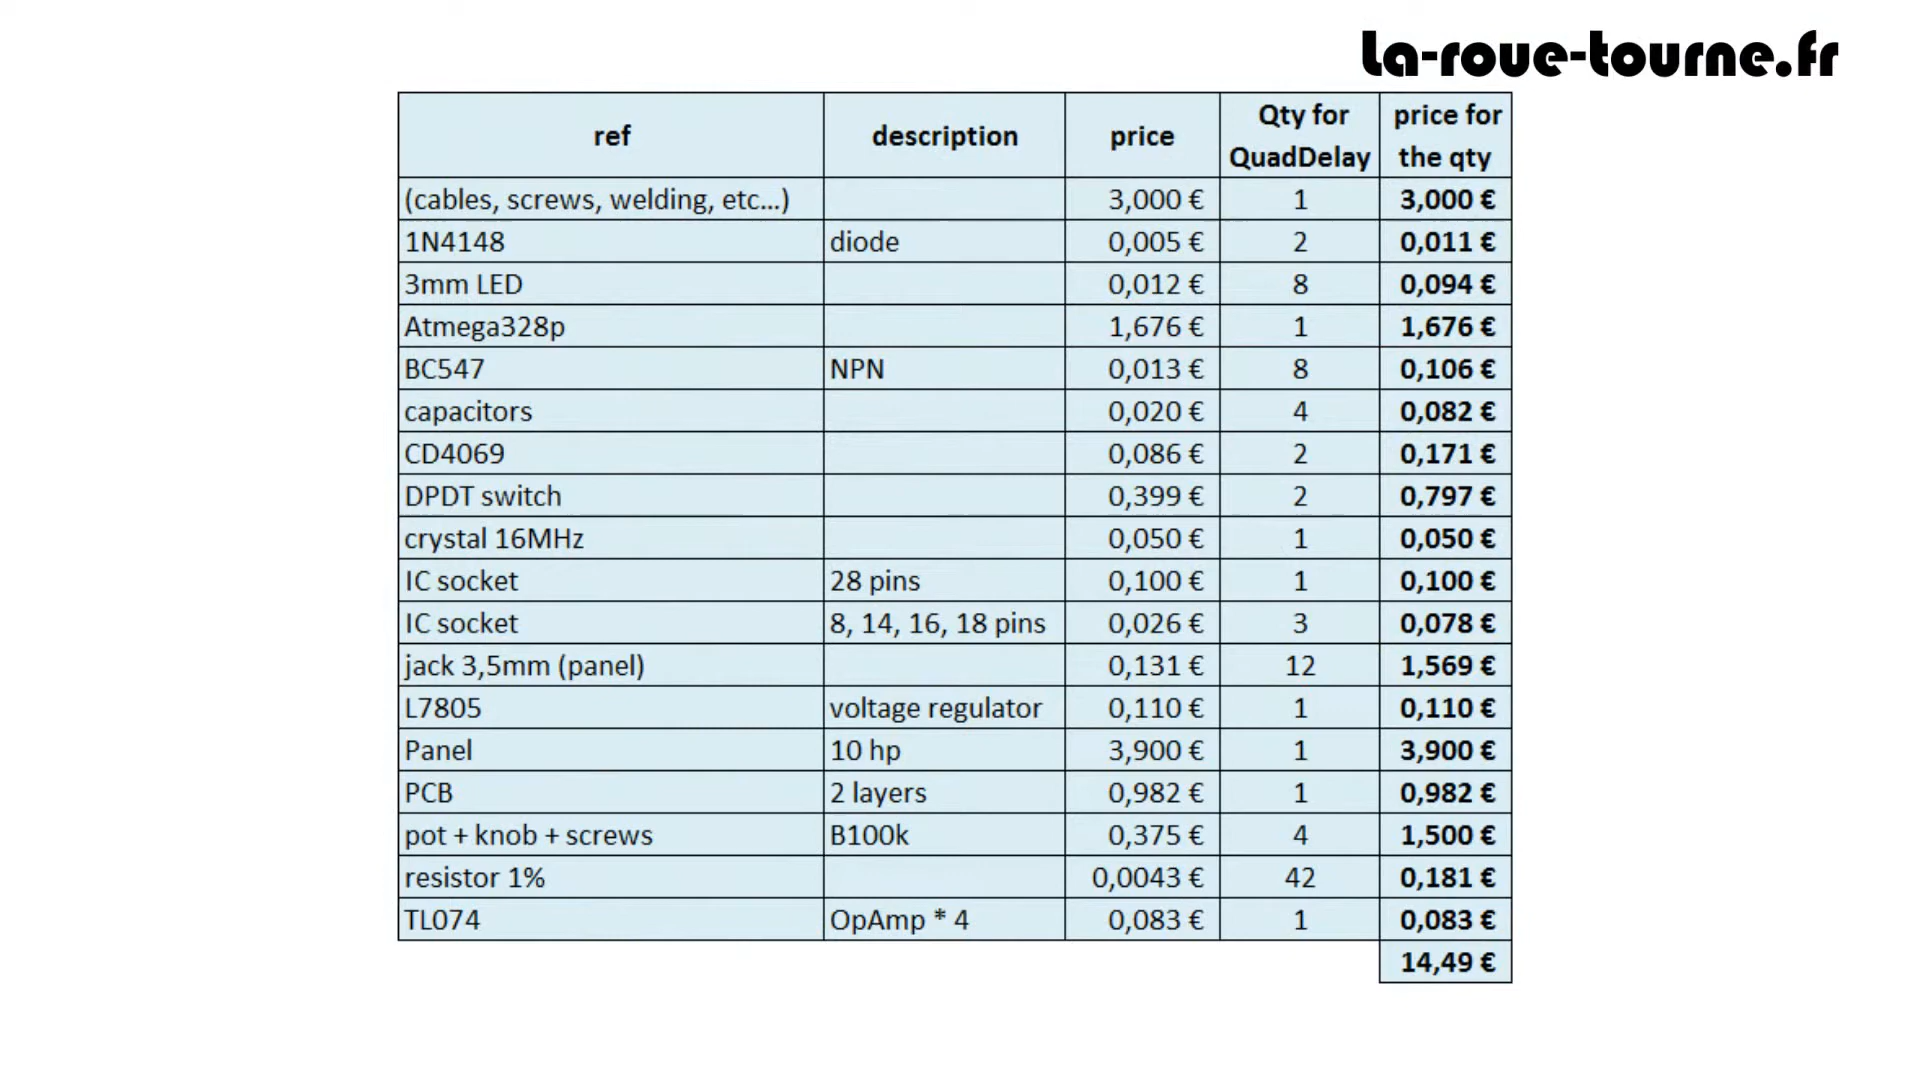 La-roue-tourne.fr
ref description price Qty for QuadDelay price for the qty
(cables, screws, welding, etc...) 3,000 € 1 3,000 €
1N4148 diode 0,005 € 2 0,011 €
3mm LED 0,012 € 8 0,094 €
Atmega328p 1,676 € 1 1,676 €
BC547 NPN 0,013 € 8 0,106 €
capacitors 0,020 € 4 0,082 €
CD4069 0,086 € 2 0,171 €
DPDT switch 0,399 € 2 0,797 €
crystal 16MHz 0,050 € 1 0,050 €
IC socket 28 pins 0,100 € 1 0,100 €
IC socket 8, 14, 16, 18 pins 0,026 € 3 0,078 €
jack 3,5mm (panel) 0,131 € 12 1,569 €
L7805 voltage regulator 0,110 € 1 0,110 €
Panel 10 hp 3,900 € 1 3,900 €
PCB 2 layers 0,982 € 1 0,982 €
pot + knob + screws B100k 0,375 € 4 1,500 €
resistor 1% 0,0043 € 42 0,181 €
TL074 OpAmp * 4 0,083 € 1 0,083 €
14,49 €